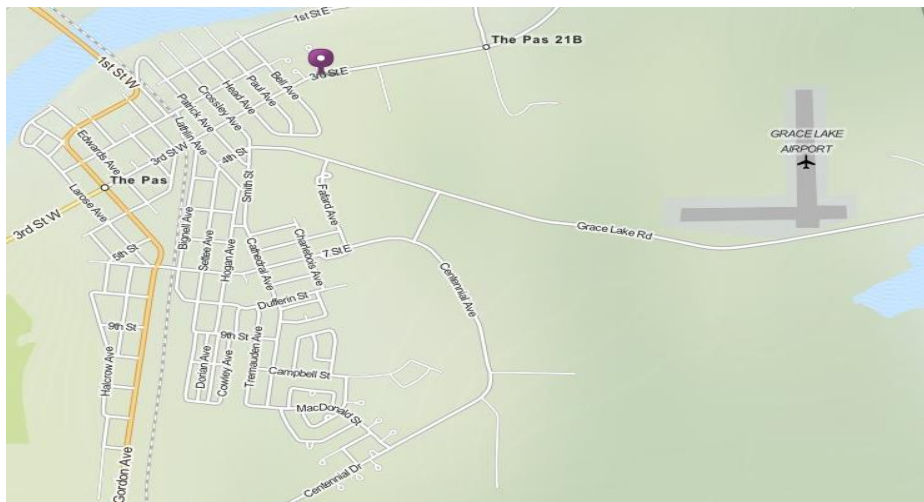 1st St E
The Pas 21B
1st St W
3rd St E
Bell Ave
Paul Ave
Head Ave
Crossley Ave
Patrick Ave
Lathlin Ave
Edwards Ave
3rd St W
4th St
GRACE LAKE
AIRPORT
The Pas
Smith St
Fafard Ave
Larose Ave
3rd St W
Bignell Ave
Settee Ave
Hogan Ave
Cathedral Ave
Charlebois Ave
Grace Lake Rd
5th St
7 St E
Centennial Ave
Dufferin St
9th St
9th St
Halcrow Ave
Dorian Ave
Cowley Ave
Tremauden Ave
Campbell St
MacDonald St
Gordon Ave
Centennial Dr